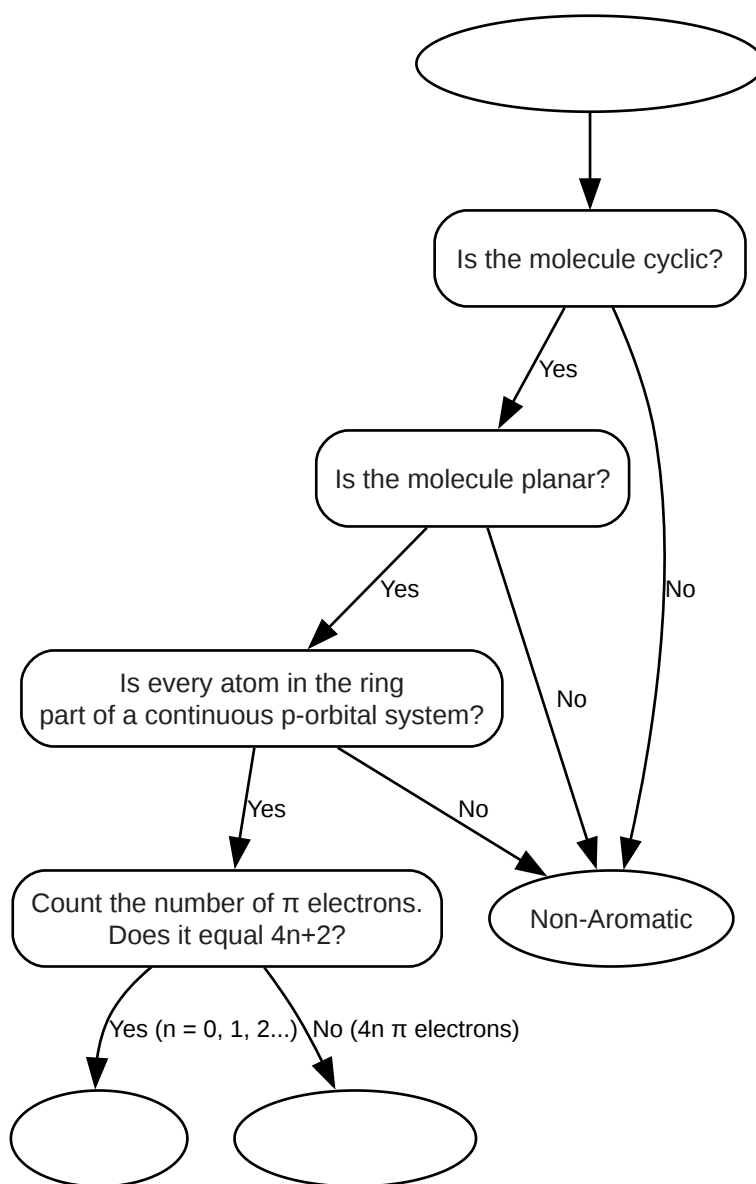 Is the molecule cyclic?
Yes
Is the molecule planar?
No
Yes
Is every atom in the ring
part of a continuous p-orbital system?
No
Yes
No
Count the number of π electrons.
Does it equal 4n+2?
Non-Aromatic
Yes (n = 0, 1, 2...)
No (4n π electrons)